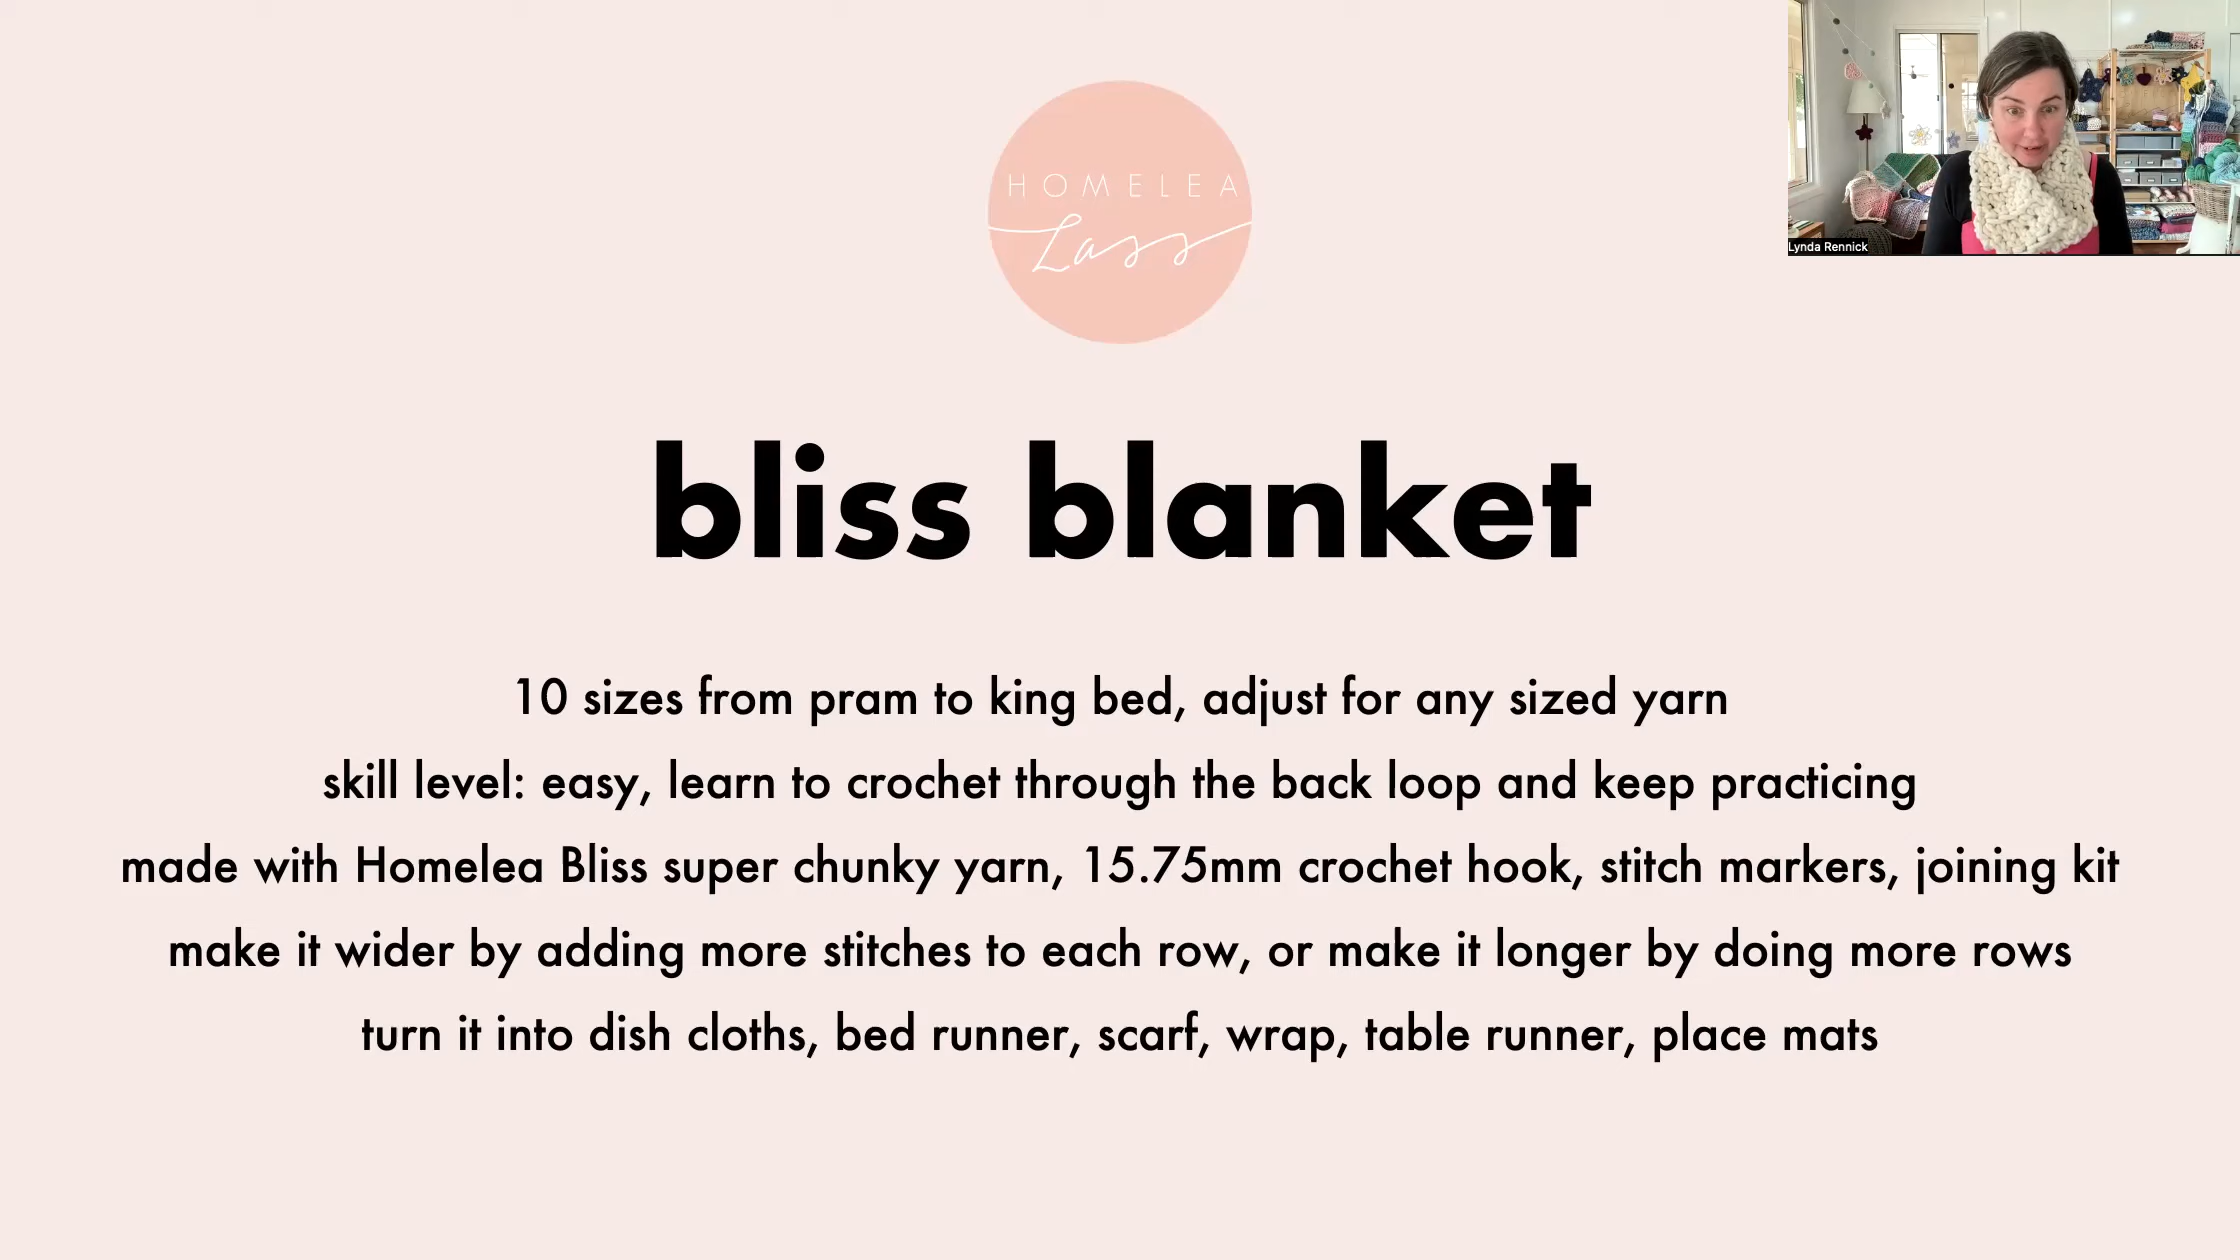 HOMELEA
Lass
Lynda Rennick
bliss blanket
10 sizes from pram to king bed, adjust for any sized yarn
skill level: easy, learn to crochet through the back loop and keep practicing
made with Homelea Bliss super chunky yarn, 15.75mm crochet hook, stitch markers, joining kit
make it wider by adding more stitches to each row, or make it longer by doing more rows
turn it into dish cloths, bed runner, scarf, wrap, table runner, place mats